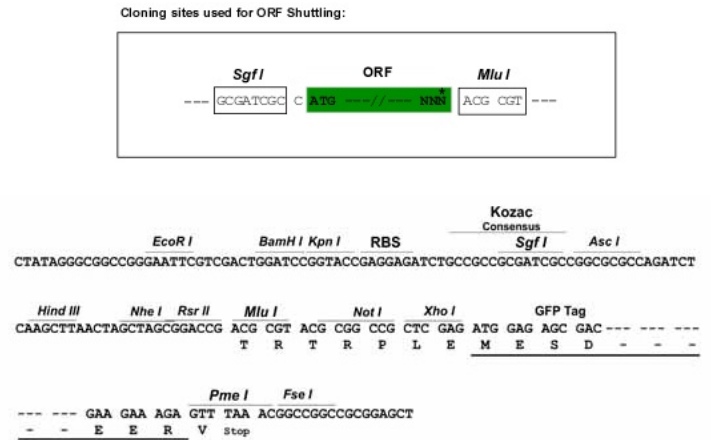 Cloning sites used for ORF Shuttling:
Sgf I ORF Mlu I
--- GCGATCGC C ATG ---//--- NNN* ACG CGT ---
Kozac
Consensus
EcoR I BamH I Kpn I RBS Sgf I Asc I
CTATAGGGCGGCCGGGAATTCGTCGACTGGATCCGGTACCGAGGAGATCTGCCGCCGCGATCGCCGGCGCGCCAGATCT
Hind III Nhe I Rsr II Mlu I Not I Xho I GFP Tag
CAAGCTTAACTAGCTAGCGGACCG ACG CGT ACG CGG CCG CTC GAG ATG GAG AGC GAC --- --- ---
T R T R P L E M E S D - - -
Pme I Fse I
--- --- GAA GAA AGA GTT TAA ACGGCCGGCCGCGGAGCT
- - E E R V Stop